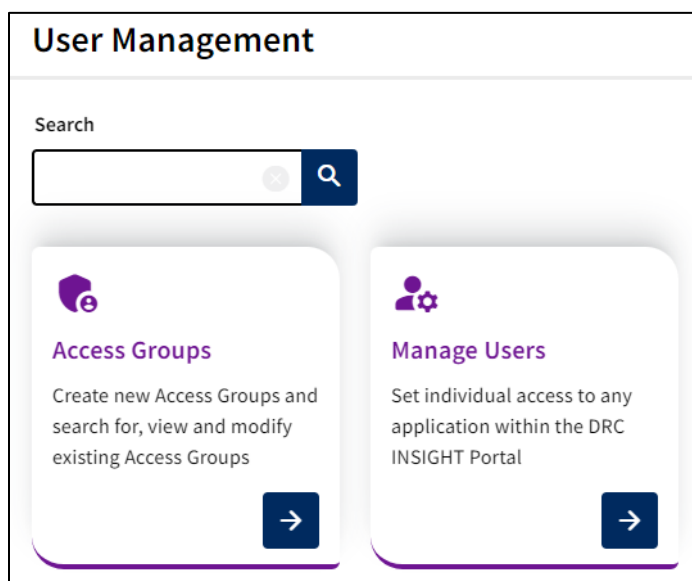 User Management
Search
Access Groups
Create new Access Groups and
search for, view and modify
existing Access Groups
Manage Users
Set individual access to any
application within the DRC
INSIGHT Portal